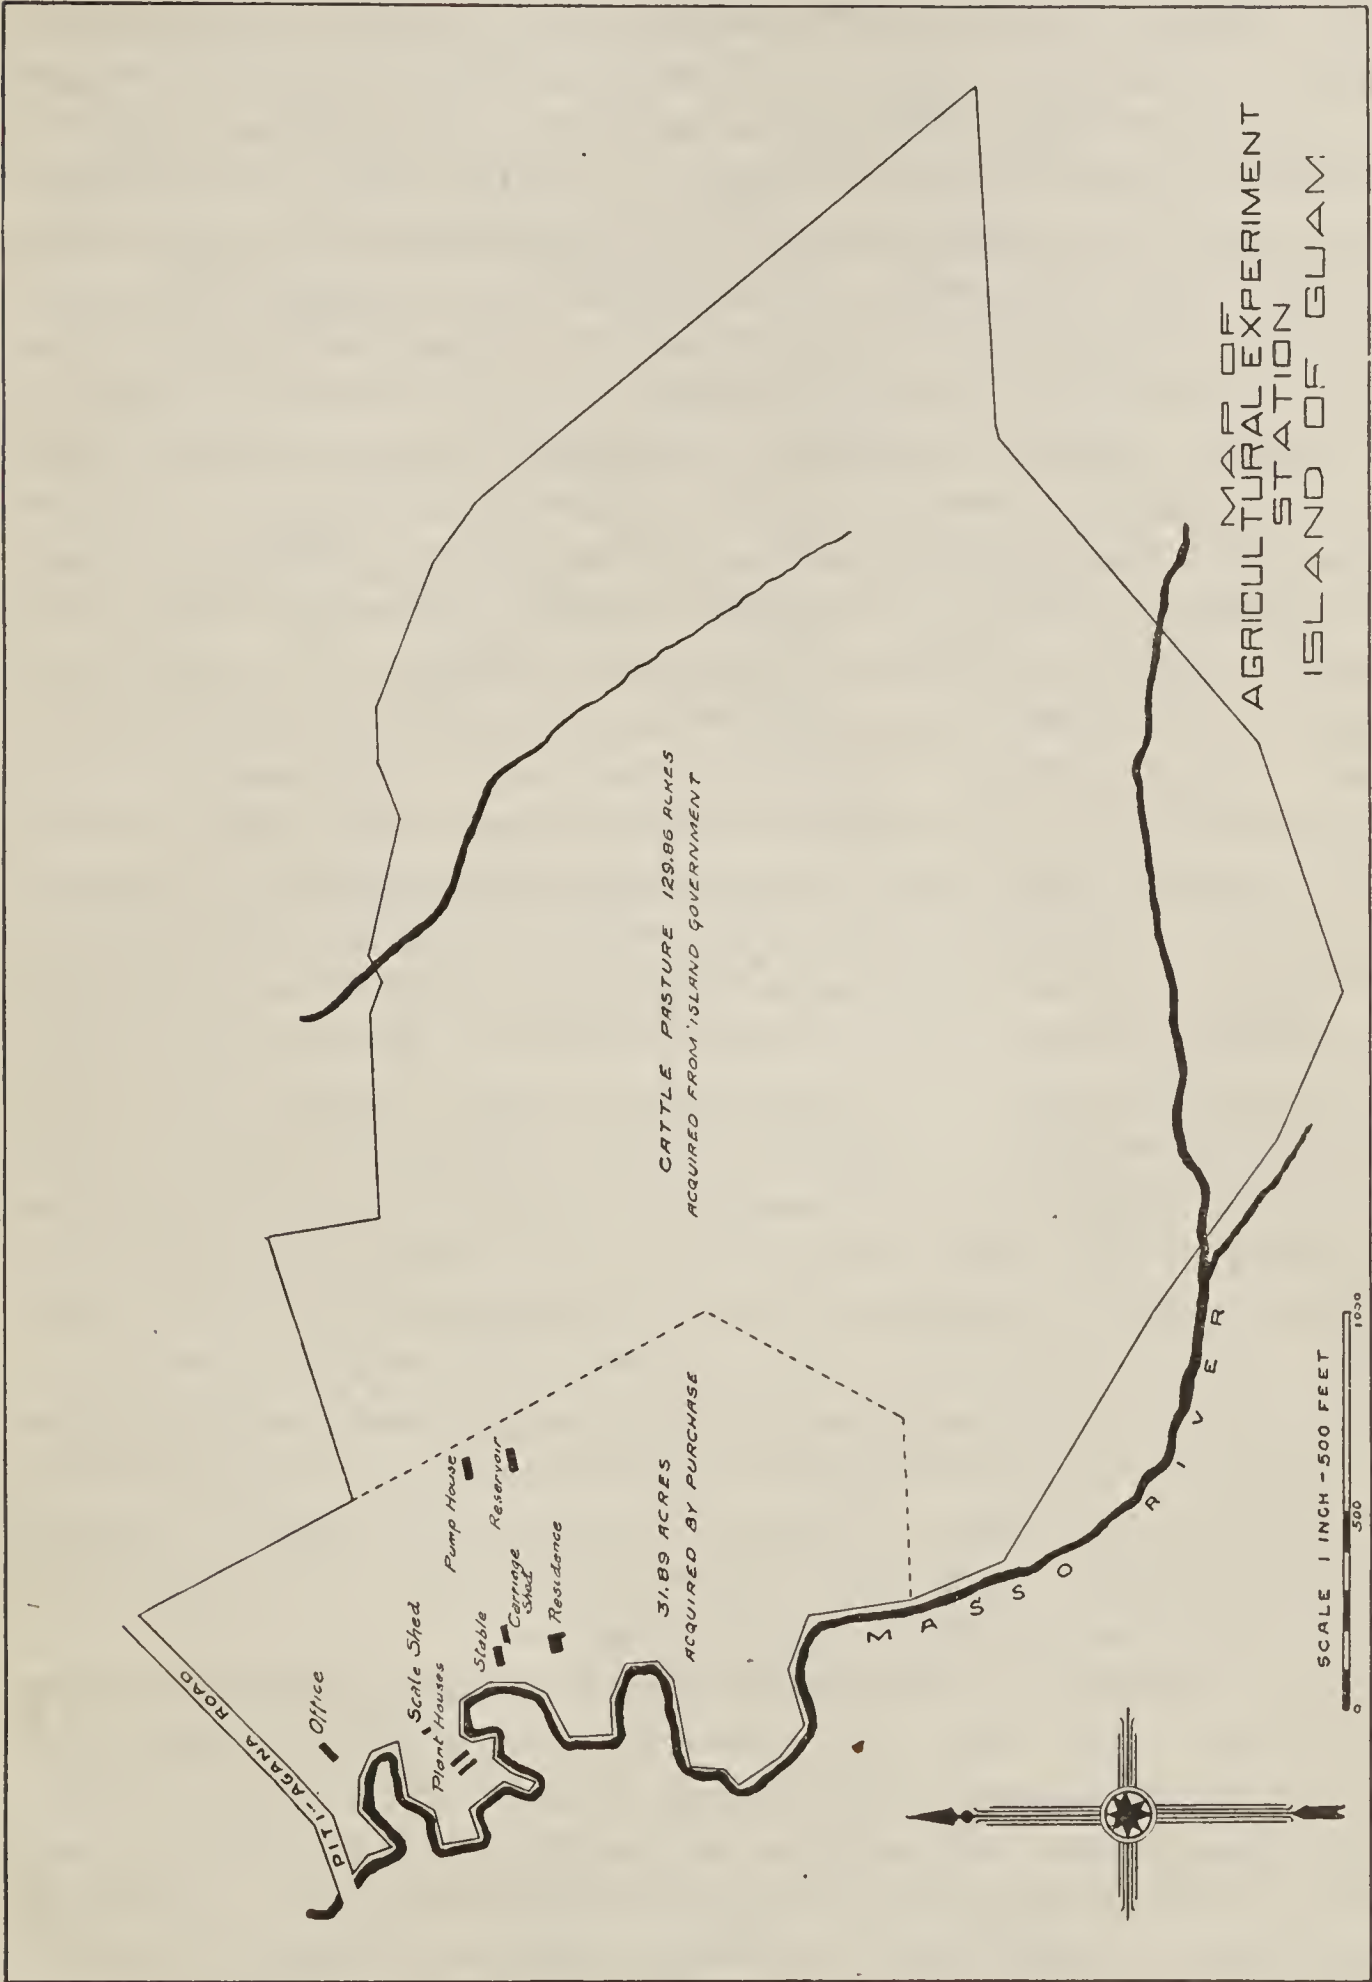 MAP OF
AGRICULTURAL EXPERIMENT
STATION
ISLAND OF GUAM
PITI-AGANA ROAD
Office
Scale Shed
Plant Houses
Stable
Carriage
Shed
Residence
Pump House
Reservoir
31.89 ACRES
ACQUIRED BY PURCHASE
CATTLE PASTURE 129.86 ACRES
ACQUIRED FROM ISLAND GOVERNMENT
MASSO RIVER
SCALE 1 INCH - 500 FEET
0 500 1000